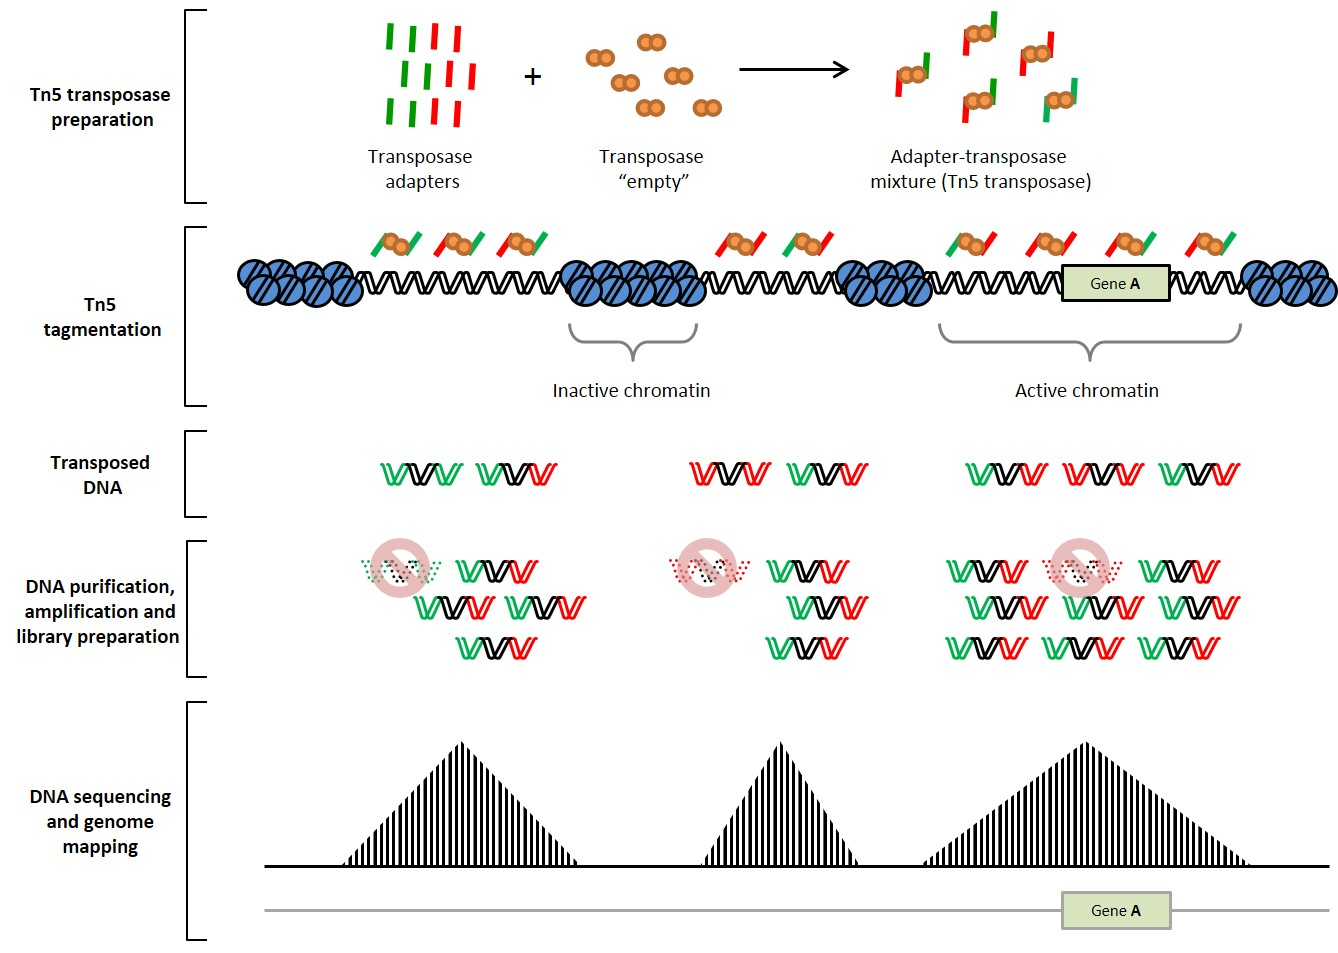 Tn5 transposase
preparation
+
Transposase
adapters
Transposase
“empty”
Adapter-transposase
mixture (Tn5 transposase)
Tn5
tagmentation
Gene A
Inactive chromatin
Active chromatin
Transposed
DNA
DNA purification,
amplification and
library preparation
DNA sequencing
and genome
mapping
Gene A